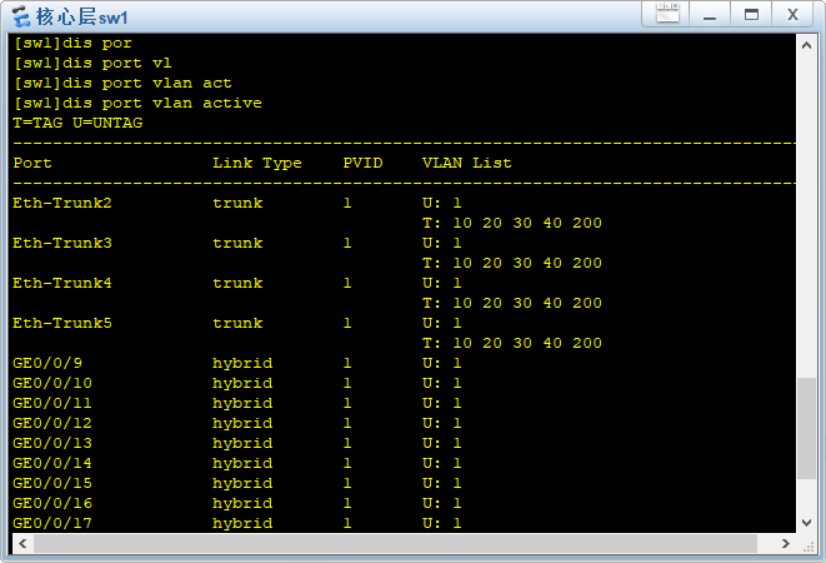 核心层sw1
[sw1]dis por
[sw1]dis port vl
[sw1]dis port vlan act
[sw1]dis port vlan active
T=TAG U=UNTAG
--------------------------------------------------------------------------------
Port Link Type PVID VLAN List
--------------------------------------------------------------------------------
Eth-Trunk2 trunk 1 U: 1
T: 10 20 30 40 200
Eth-Trunk3 trunk 1 U: 1
T: 10 20 30 40 200
Eth-Trunk4 trunk 1 U: 1
T: 10 20 30 40 200
Eth-Trunk5 trunk 1 U: 1
T: 10 20 30 40 200
GE0/0/9 hybrid 1 U: 1
GE0/0/10 hybrid 1 U: 1
GE0/0/11 hybrid 1 U: 1
GE0/0/12 hybrid 1 U: 1
GE0/0/13 hybrid 1 U: 1
GE0/0/14 hybrid 1 U: 1
GE0/0/15 hybrid 1 U: 1
GE0/0/16 hybrid 1 U: 1
GE0/0/17 hybrid 1 U: 1